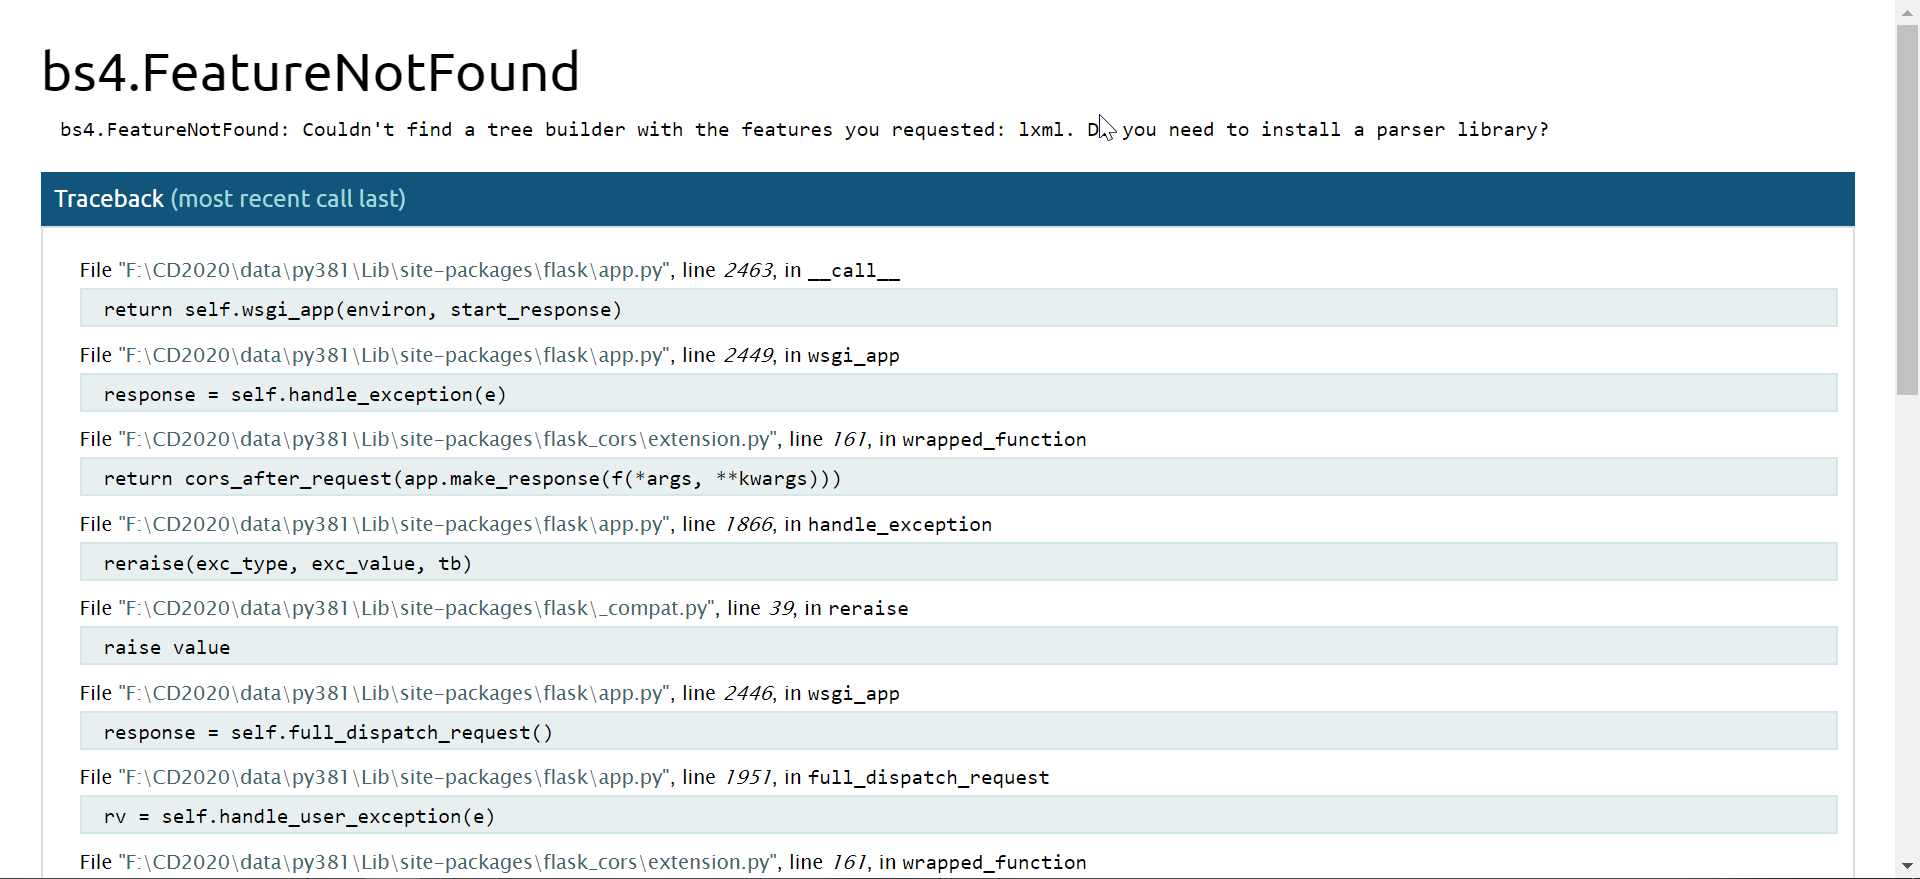 bs4.FeatureNotFound
bs4.FeatureNotFound: Couldn't find a tree builder with the features you requested: lxml. D you need to install a parser library?
Traceback (most recent call last)
File "F:\CD2020\data\py381\Lib\site-packages\flask\app.py", line 2463, in __call__
return self.wsgi_app(environ, start_response)
File "F:\CD2020\data\py381\Lib\site-packages\flask\app.py", line 2449, in wsgi_app
response = self.handle_exception(e)
File "F:\CD2020\data\py381\Lib\site-packages\flask_cors\extension.py", line 161, in wrapped_function
return cors_after_request(app.make_response(f(*args, **kwargs)))
File "F:\CD2020\data\py381\Lib\site-packages\flask\app.py", line 1866, in handle_exception
reraise(exc_type, exc_value, tb)
File "F:\CD2020\data\py381\Lib\site-packages\flask\_compat.py", line 39, in reraise
raise value
File "F:\CD2020\data\py381\Lib\site-packages\flask\app.py", line 2446, in wsgi_app
response = self.full_dispatch_request()
File "F:\CD2020\data\py381\Lib\site-packages\flask\app.py", line 1951, in full_dispatch_request
rv = self.handle_user_exception(e)
File "F:\CD2020\data\py381\Lib\site-packages\flask_cors\extension.py", line 161, in wrapped_function